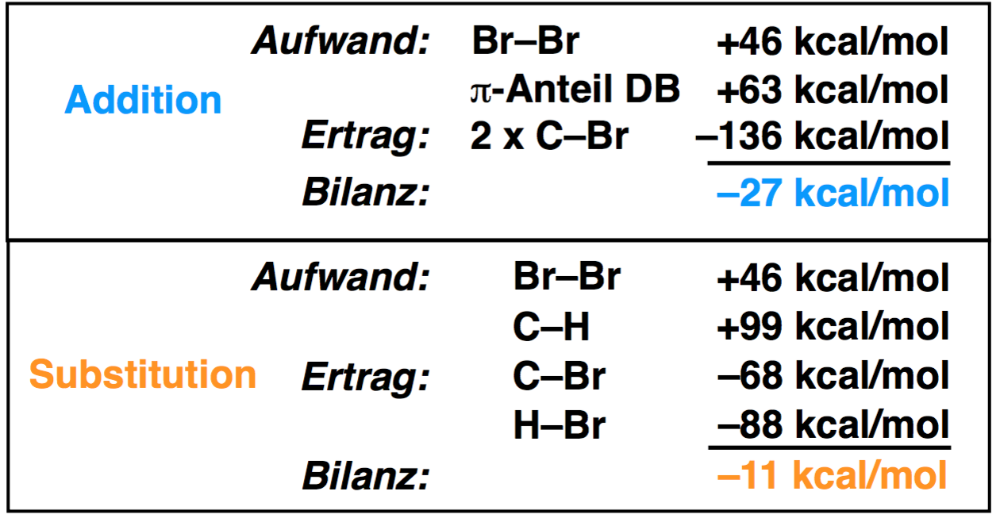 Aufwand: Br–Br +46 kcal/mol
Addition
π-Anteil DB +63 kcal/mol
Ertrag: 2 x C–Br –136 kcal/mol
Bilanz: –27 kcal/mol
Aufwand: Br–Br +46 kcal/mol
C–H +99 kcal/mol
Substitution Ertrag: C–Br –68 kcal/mol
H–Br –88 kcal/mol
Bilanz: –11 kcal/mol